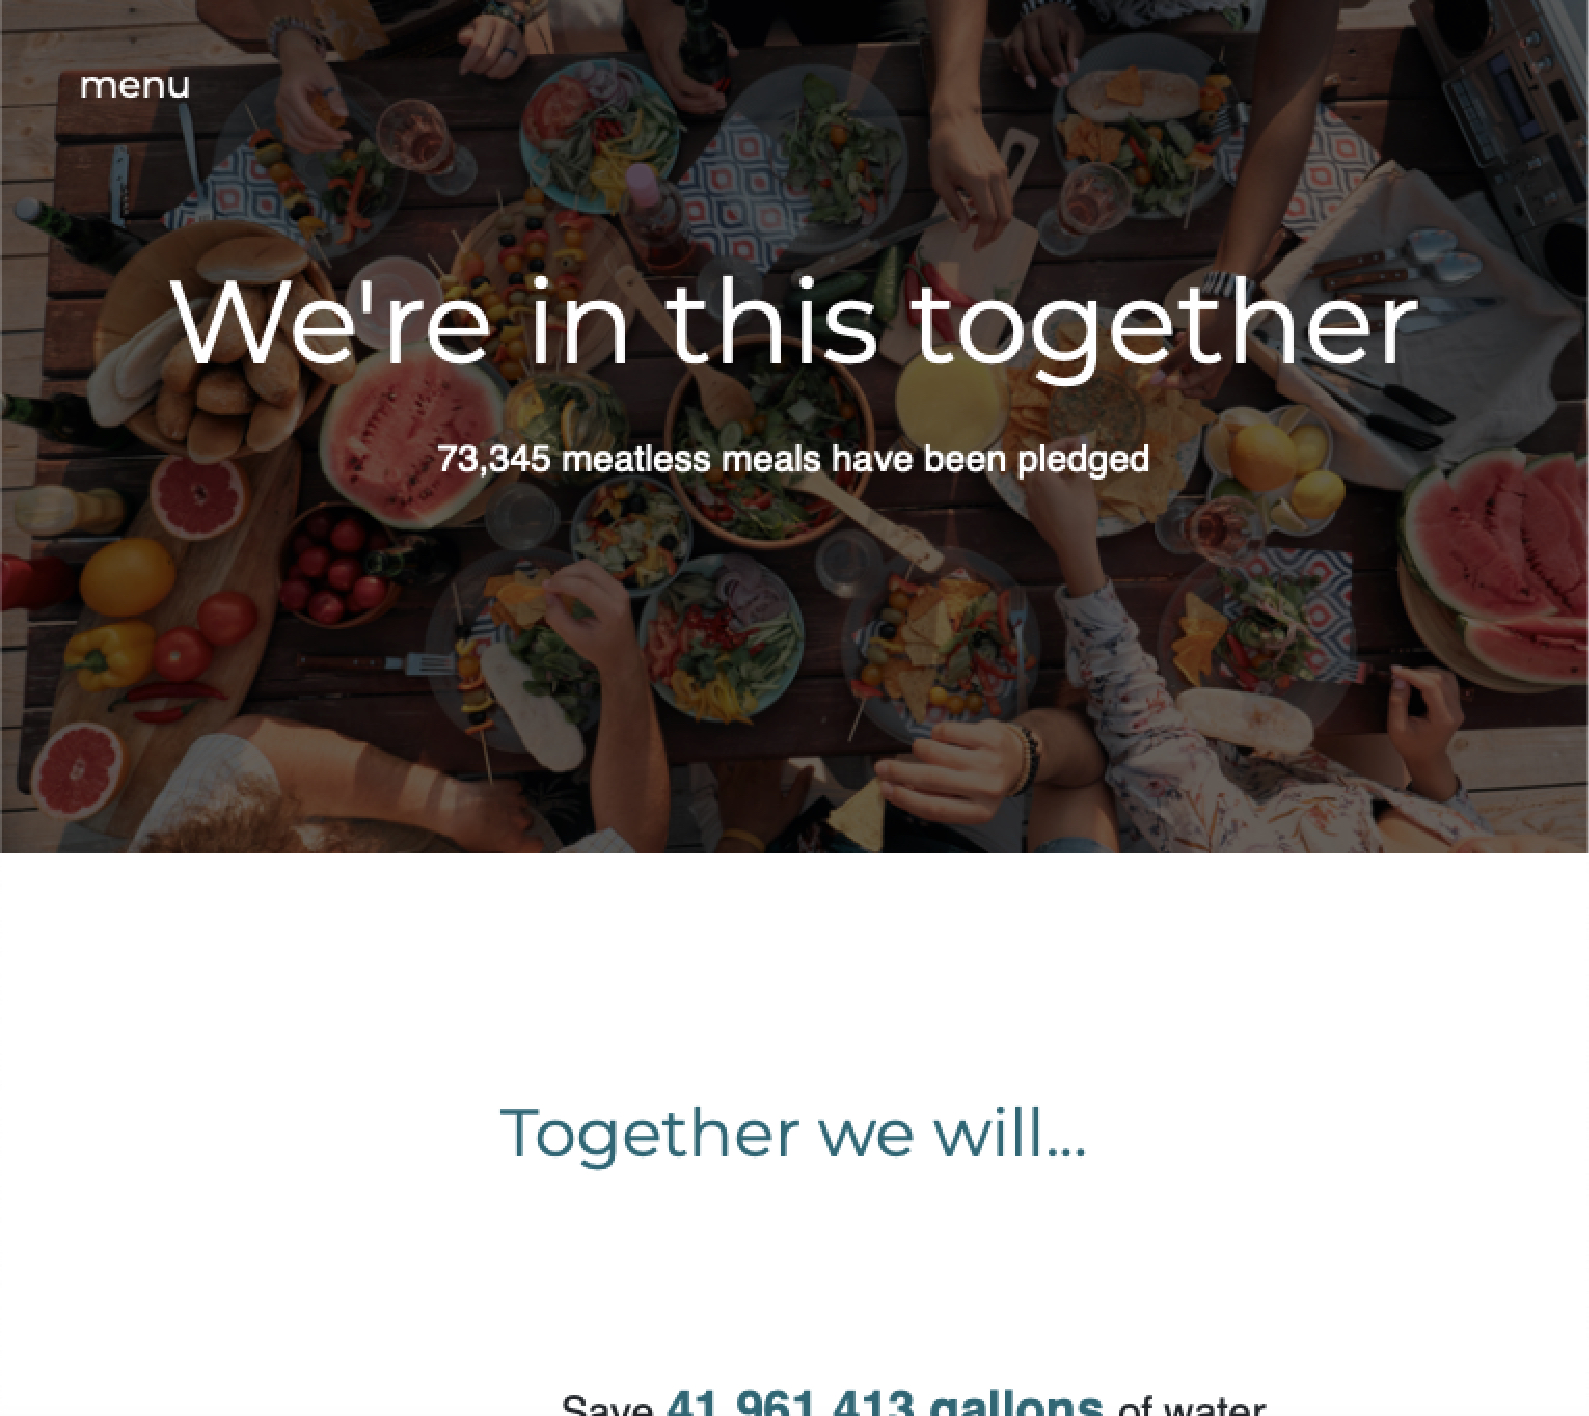 menu
We're in this together
73,345 meatless meals have been pledged
Together we will...
Save 41,961,413 gallons of water